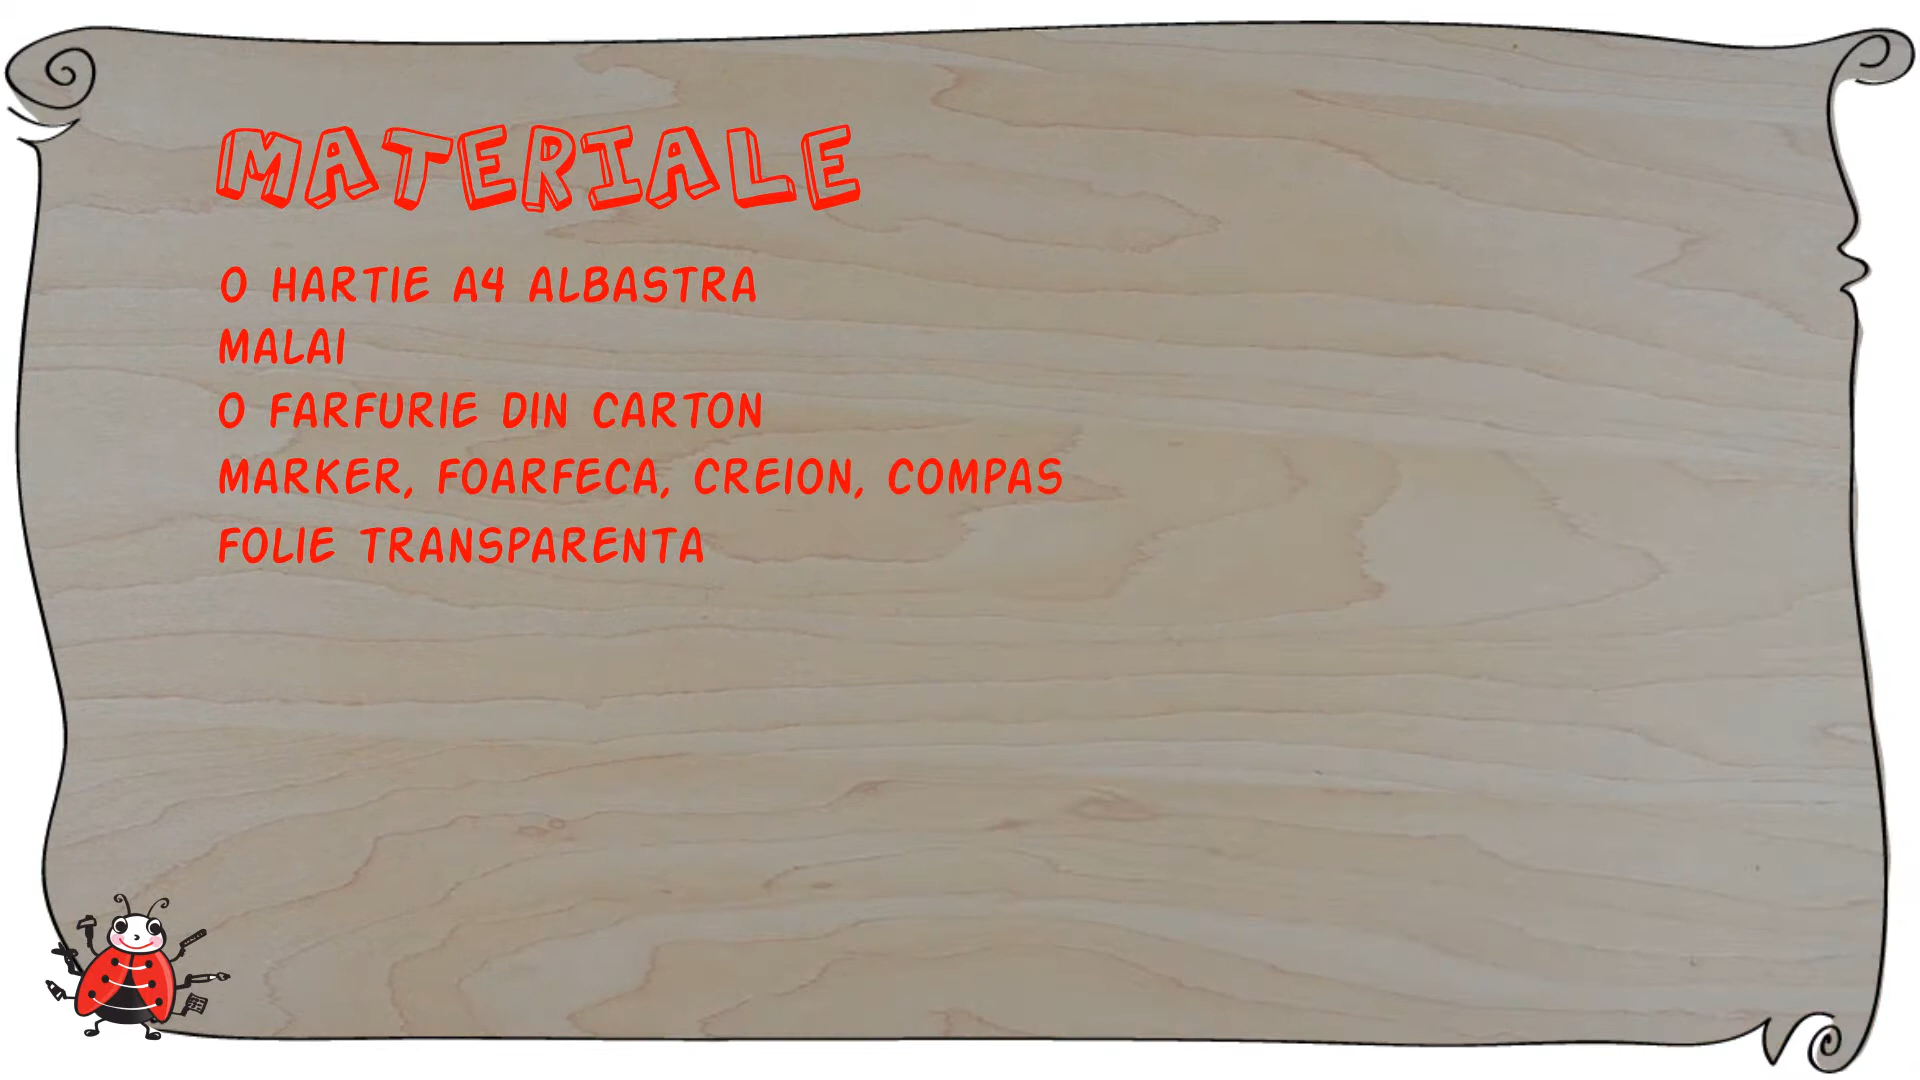 MATERIALE
O HARTIE A4 ALBASTRA
MALAI
O FARFURIE DIN CARTON
MARKER, FOARFECA, CREION, COMPAS
FOLIE TRANSPARENTA